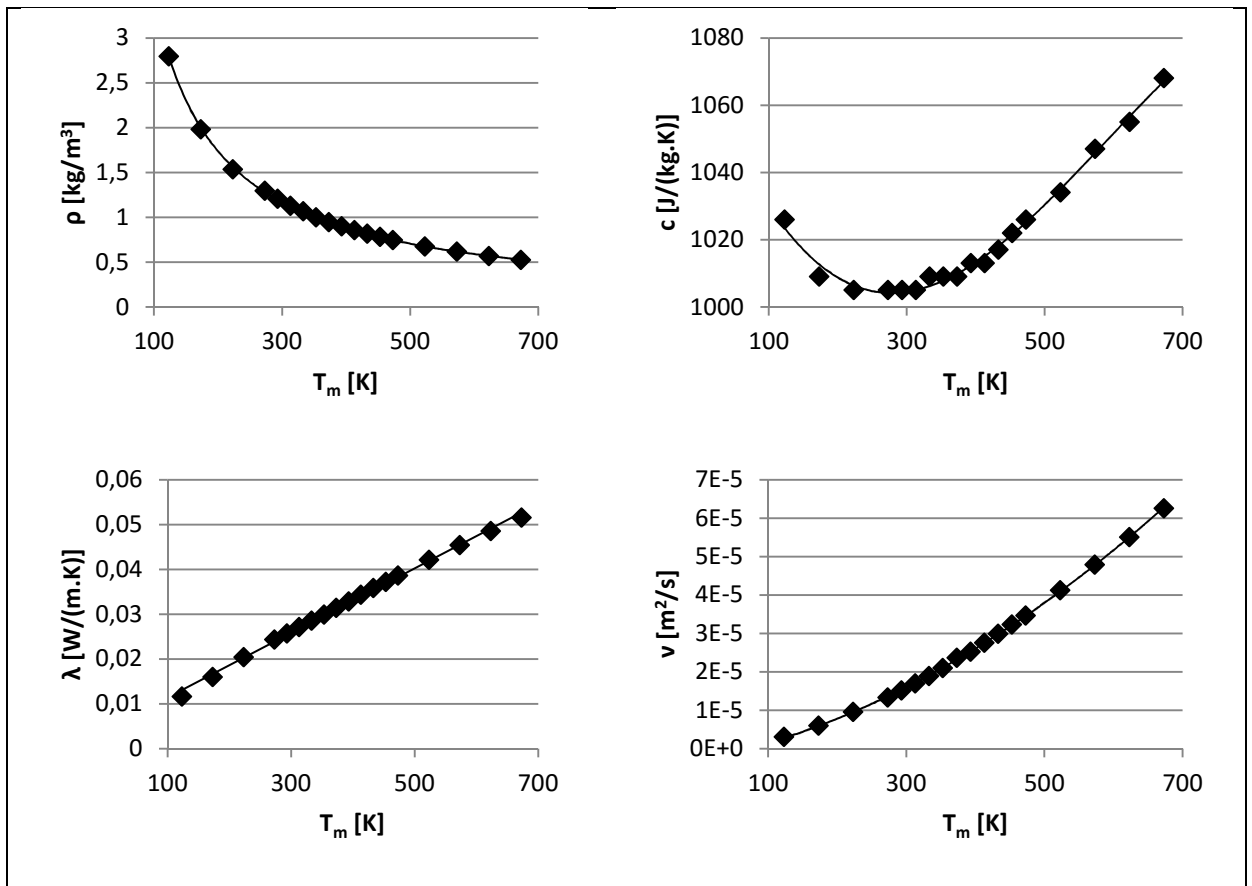 ρ [kg/m³]
3
2,5
2
1,5
1
0,5
0
100 300 500 700
Tₘ [K]
c [J/(kg.K)]
1080
1060
1040
1020
1000
100 300 500 700
Tₘ [K]
λ [W/(m.K)]
0,06
0,05
0,04
0,03
0,02
0,01
0
100 300 500 700
Tₘ [K]
ν [m²/s]
7E-5
6E-5
5E-5
4E-5
3E-5
2E-5
1E-5
0E+0
100 300 500 700
Tₘ [K]